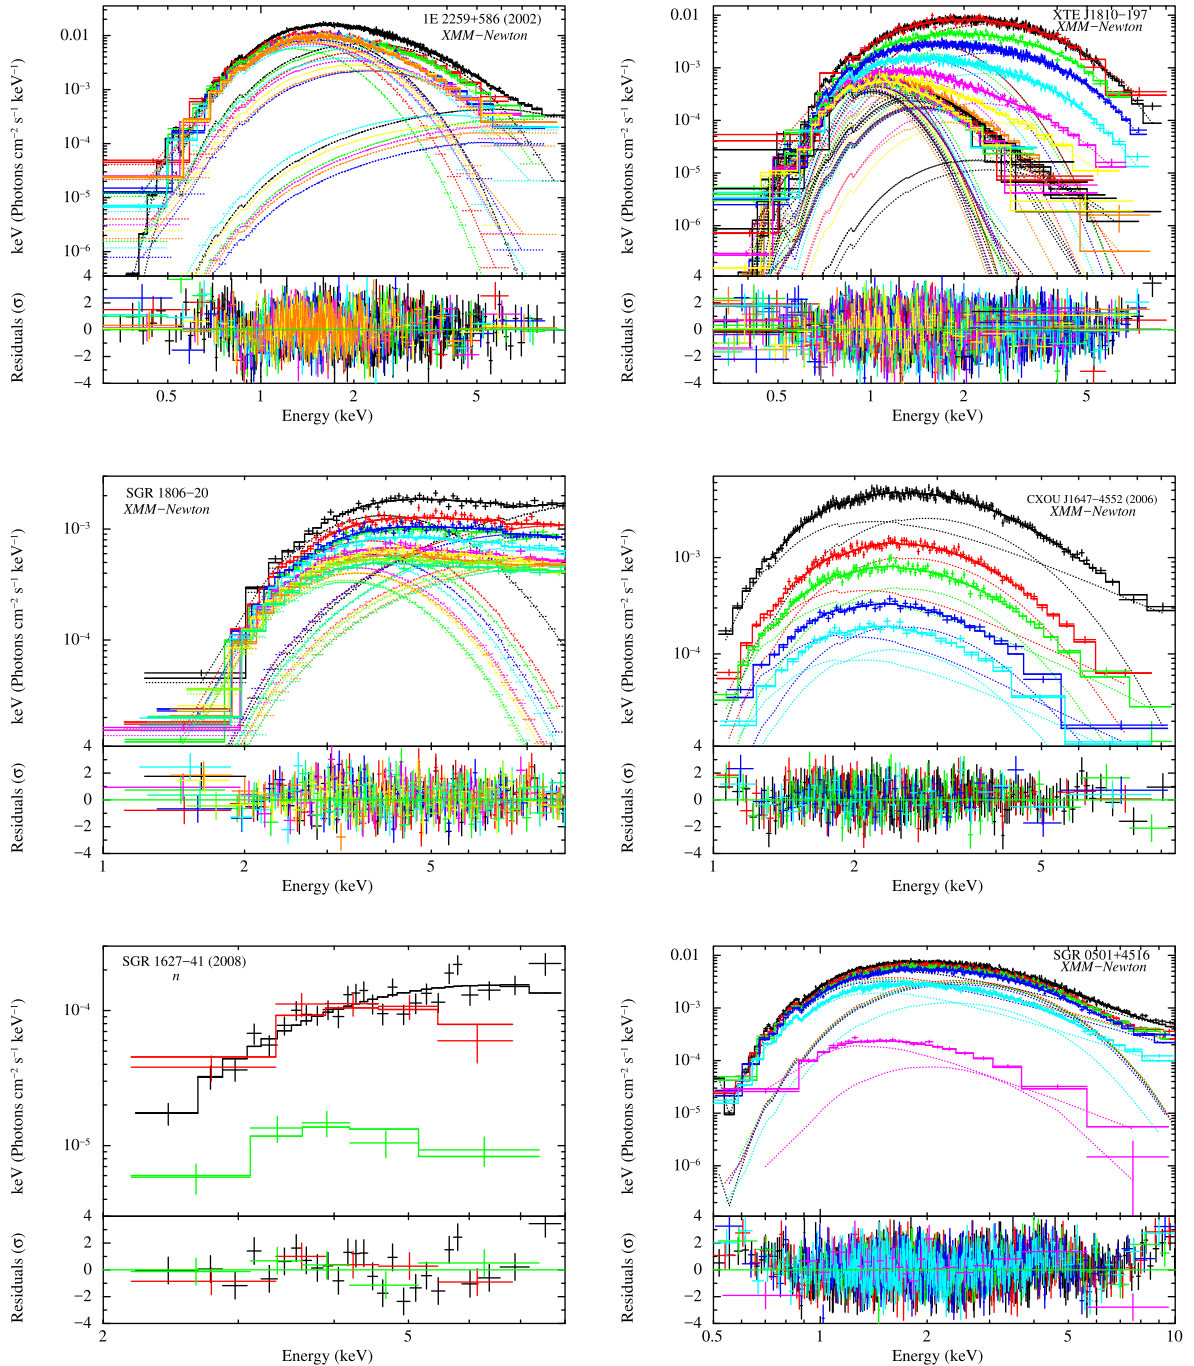 1E 2259+586 (2002)
XMM−Newton
0.01
10⁻³
10⁻⁴
10⁻⁵
10⁻⁶
keV (Photons cm⁻² s⁻¹ keV⁻¹)
4
2
0
−2
−4
Residuals (σ)
0.5 1 2 5
Energy (keV)
XTE J1810−197
XMM−Newton
0.01
10⁻³
10⁻⁴
10⁻⁵
10⁻⁶
keV (Photons cm⁻² s⁻¹ keV⁻¹)
4
2
0
−2
−4
Residuals (σ)
0.5 1 2 5
Energy (keV)
SGR 1806−20
XMM−Newton
10⁻³
10⁻⁴
keV (Photons cm⁻² s⁻¹ keV⁻¹)
4
2
0
−2
−4
Residuals (σ)
1 2 5
Energy (keV)
CXOU J1647−4552 (2006)
XMM−Newton
10⁻³
10⁻⁴
keV (Photons cm⁻² s⁻¹ keV⁻¹)
4
2
0
−2
−4
Residuals (σ)
1 2 5
Energy (keV)
SGR 1627−41 (2008)
n
10⁻⁴
10⁻⁵
keV (Photons cm⁻² s⁻¹ keV⁻¹)
4
2
0
−2
−4
Residuals (σ)
2 5
Energy (keV)
SGR 0501+4516
XMM−Newton
0.01
10⁻³
10⁻⁴
10⁻⁵
10⁻⁶
keV (Photons cm⁻² s⁻¹ keV⁻¹)
4
2
0
−2
−4
Residuals (σ)
0.5 1 2 5 10
Energy (keV)